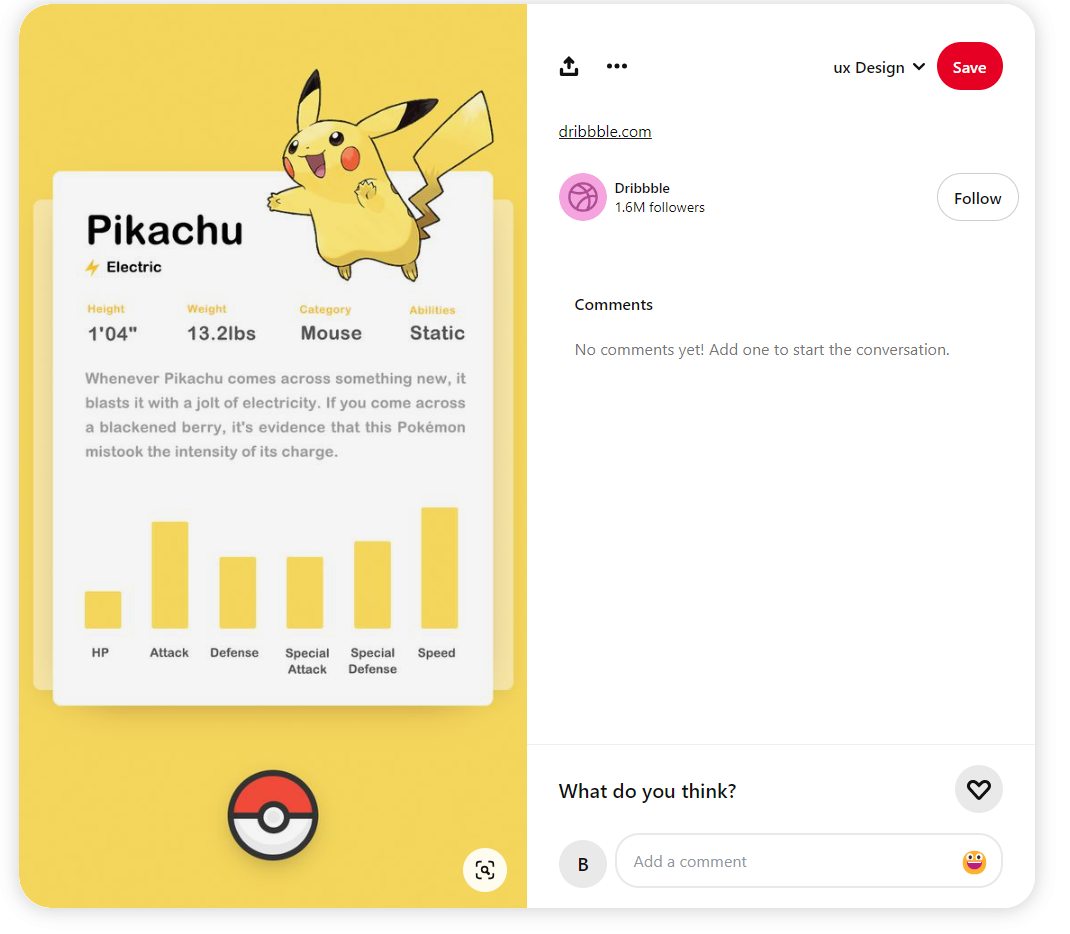 Pikachu
Electric
Height Weight Category Abilities
1'04" 13.2lbs Mouse Static
Whenever Pikachu comes across something new, it
blasts it with a jolt of electricity. If you come across
a blackened berry, it's evidence that this Pokémon
mistook the intensity of its charge.
HP Attack Defense Special Attack Special Defense Speed
ux Design
Save
dribbble.com
Dribbble
1.6M followers
Follow
Comments
No comments yet! Add one to start the conversation.
What do you think?
B
Add a comment